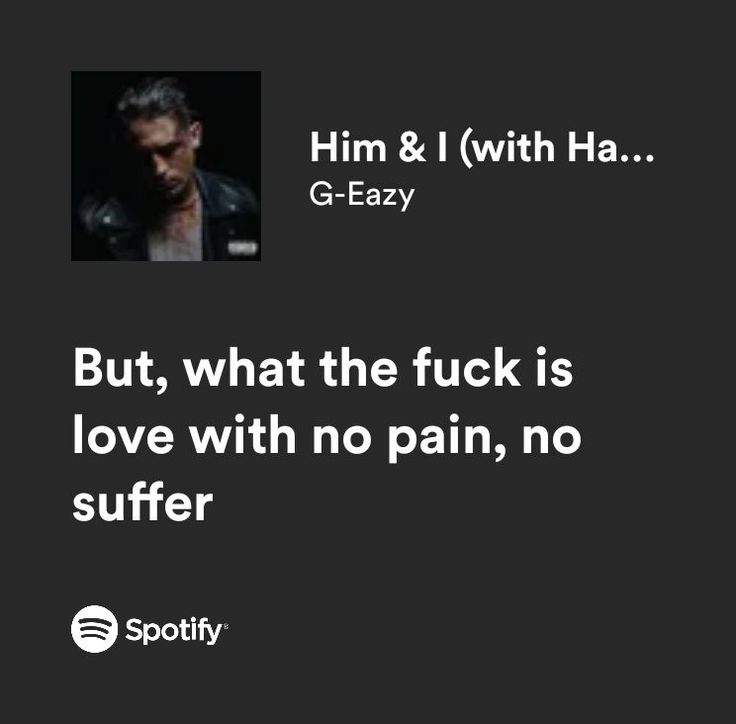 Him & I (with Ha...
G-Eazy
But, what the fuck is
love with no pain, no
suffer
Spotify®